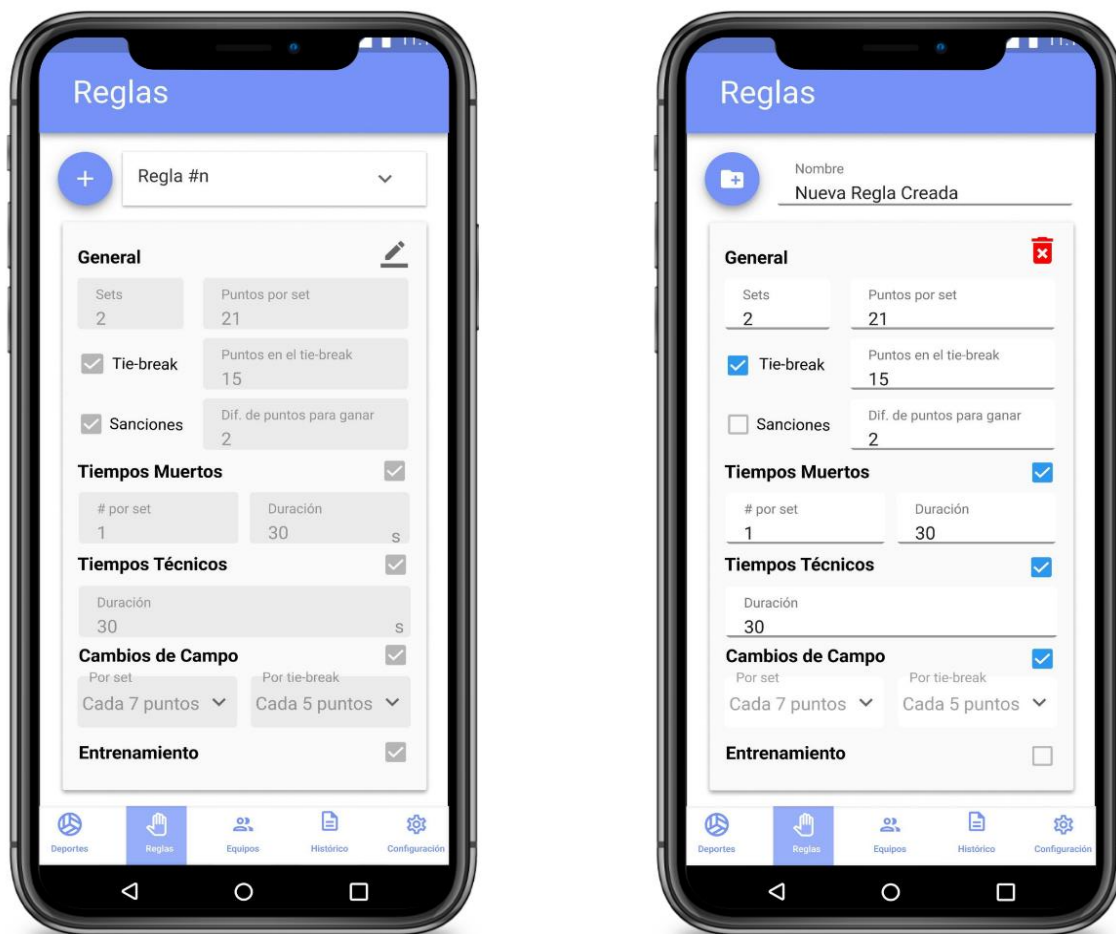 Reglas
Regla #n
General
Sets
Puntos por set
2
21
Tie-break
Puntos en el tie-break
15
Sanciones
Dif. de puntos para ganar
2
Tiempos Muertos
# por set
Duración
1
30
s
Tiempos Técnicos
Duración
30
s
Cambios de Campo
Por set
Por tie-break
Cada 7 puntos
Cada 5 puntos
Entrenamiento
Deportes
Reglas
Equipos
Histórico
Configuración
Reglas
Nombre
Nueva Regla Creada
General
Sets
Puntos por set
2
21
Tie-break
Puntos en el tie-break
15
Sanciones
Dif. de puntos para ganar
2
Tiempos Muertos
# por set
Duración
1
30
Tiempos Técnicos
Duración
30
Cambios de Campo
Por set
Por tie-break
Cada 7 puntos
Cada 5 puntos
Entrenamiento
Deportes
Reglas
Equipos
Histórico
Configuración